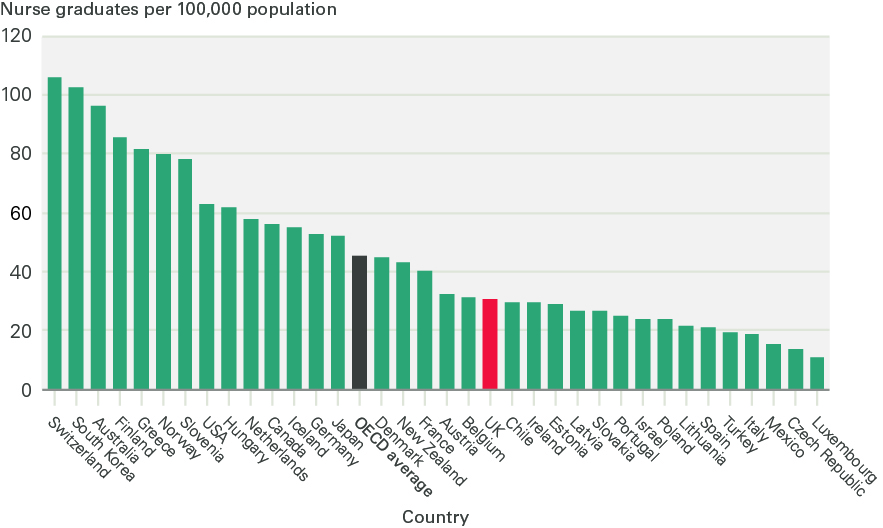 Nurse graduates per 100,000 population
120
100
80
60
40
20
0
Switzerland
South Korea
Australia
Finland
Greece
Norway
Slovenia
USA
Hungary
Netherlands
Canada
Iceland
Germany
Japan
OECD average
Denmark
New Zealand
France
Austria
Belgium
UK
Chile
Ireland
Estonia
Latvia
Slovakia
Portugal
Israel
Poland
Lithuania
Spain
Turkey
Italy
Mexico
Czech Republic
Luxembourg
Country